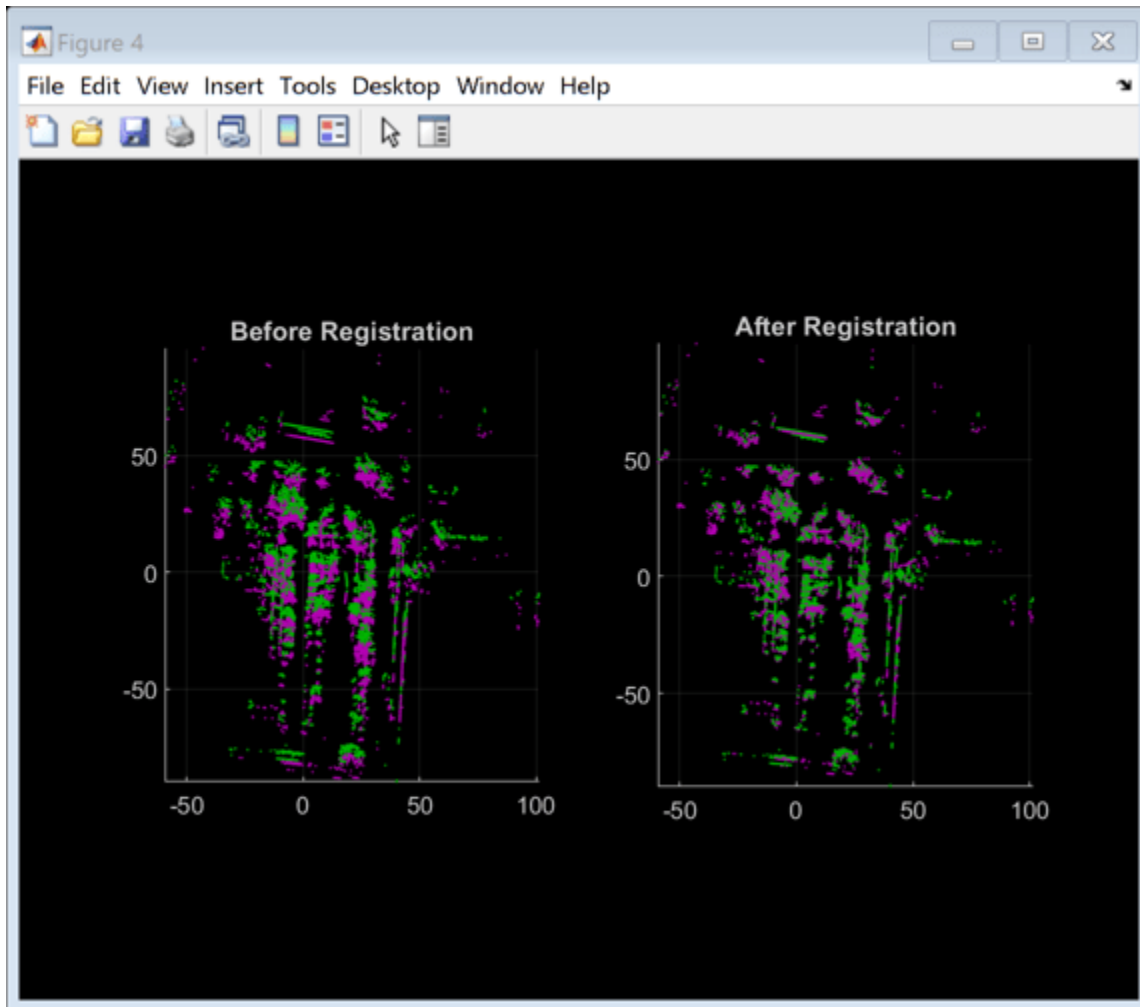 Figure 4
File Edit View Insert Tools Desktop Window Help
Before Registration
50
0
-50
-50 0 50 100
After Registration
50
0
-50
-50 0 50 100